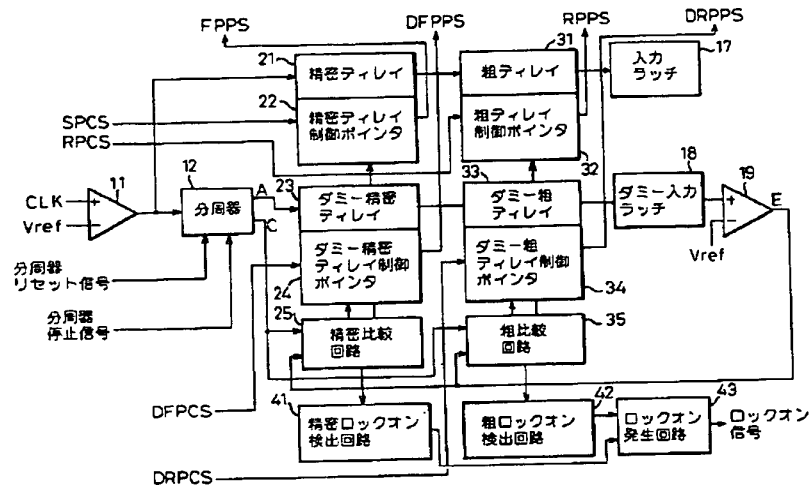 FPPS
DFPPS
RPPS
DRPPS
21
精密ディレイ
31
粗ディレイ
17
入力
ラッチ
22
精密ディレイ
制御ポインタ
粗ディレイ
制御ポインタ
32
SPCS
RPCS
11
12
CLK
+
Vref
−
分周器
A
C
23
ダミー精密
ディレイ
33
ダミー粗
ディレイ
18
ダミー入力
ラッチ
19
+
−
E
Vref
分周器
リセット信号
分周器
停止信号
ダミー精密
ディレイ制御
ポインタ
24
ダミー粗
ディレイ制御
ポインタ
34
25
精密比較
回路
粗比較
回路
35
DFPCS
41
精密ロックオン
検出回路
粗ロックオン
検出回路
42
ロックオン
発生回路
43
ロックオン
信号
DRPCS